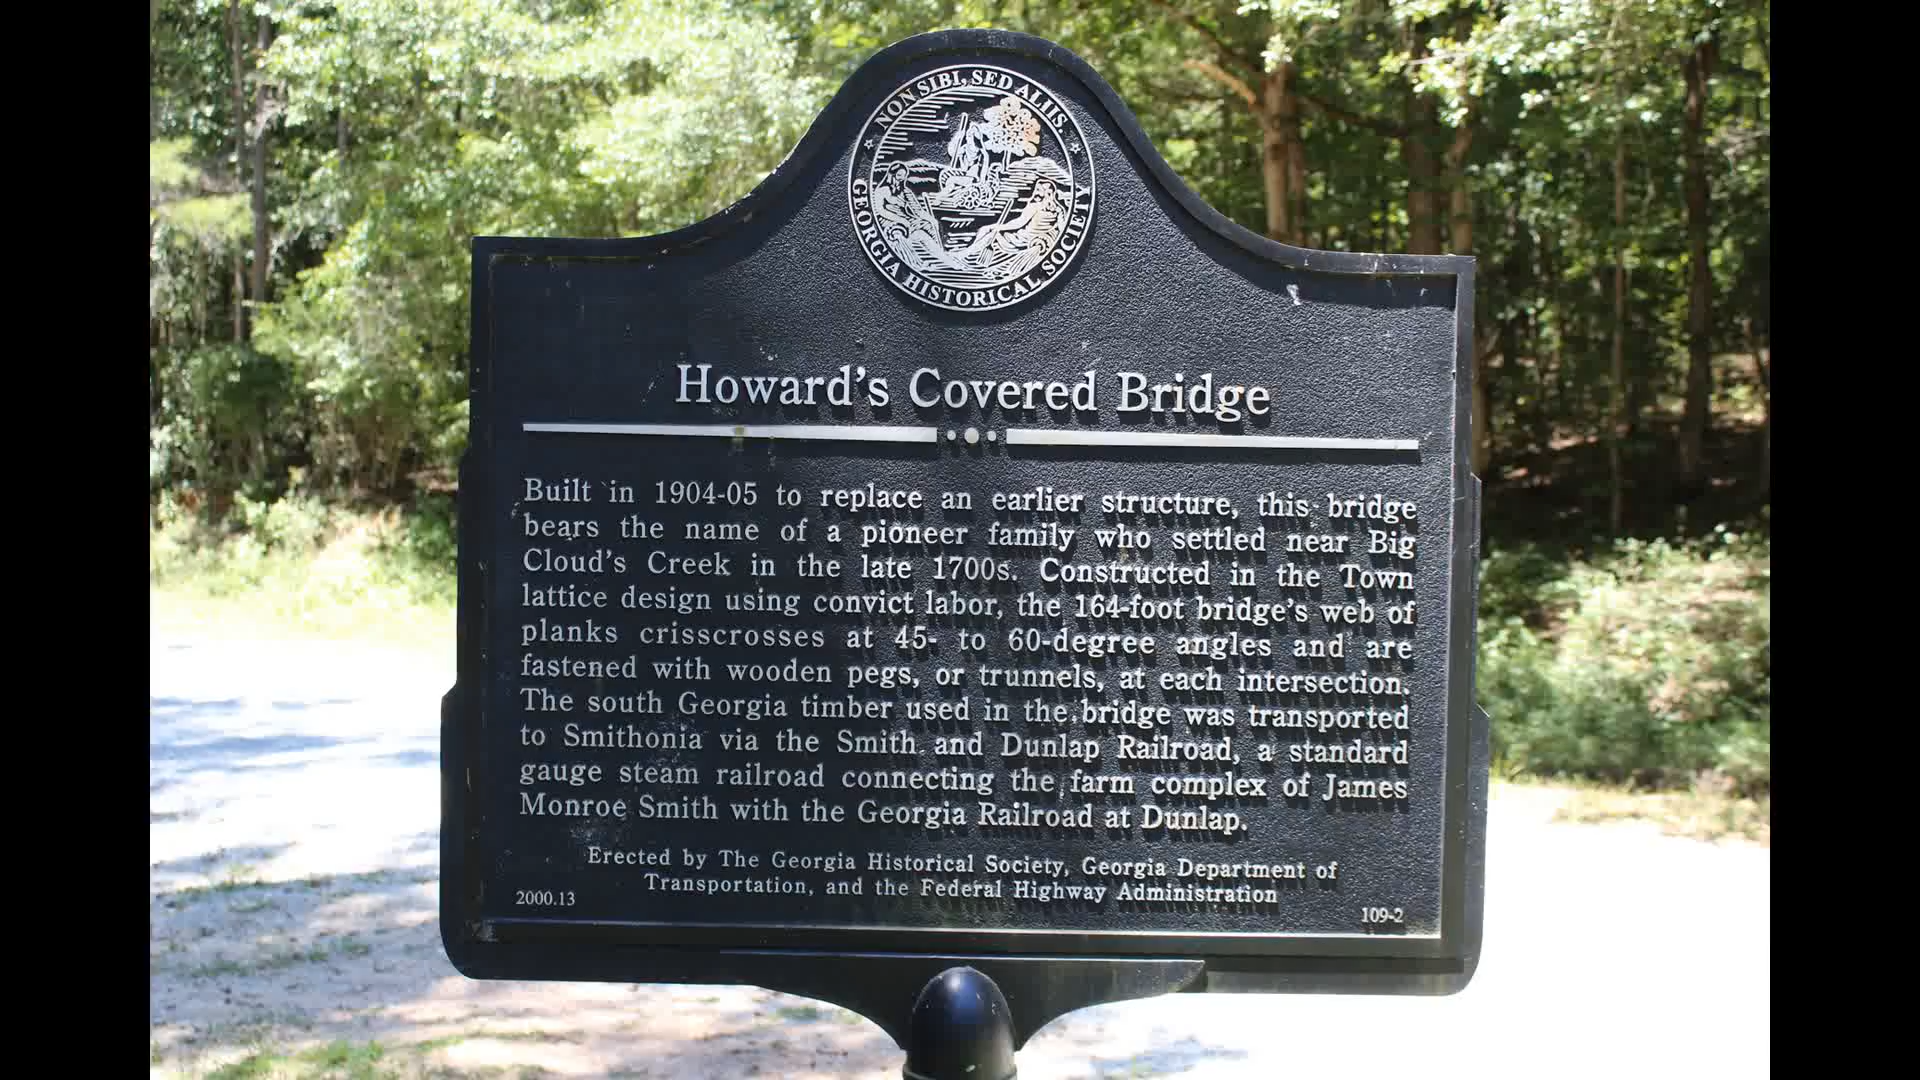 NON SIBI, SED ALIIS.
GEORGIA HISTORICAL SOCIETY
Howard's Covered Bridge
Built in 1904-05 to replace an earlier structure, this bridge
bears the name of a pioneer family who settled near Big
Cloud's Creek in the late 1700s. Constructed in the Town
lattice design using convict labor, the 164-foot bridge's web of
planks crisscrosses at 45- to 60-degree angles and are
fastened with wooden pegs, or trunnels, at each intersection.
The south Georgia timber used in the bridge was transported
to Smithonia via the Smith and Dunlap Railroad, a standard
gauge steam railroad connecting the farm complex of James
Monroe Smith with the Georgia Railroad at Dunlap.
Erected by The Georgia Historical Society, Georgia Department of
Transportation, and the Federal Highway Administration
2000.13
109-2